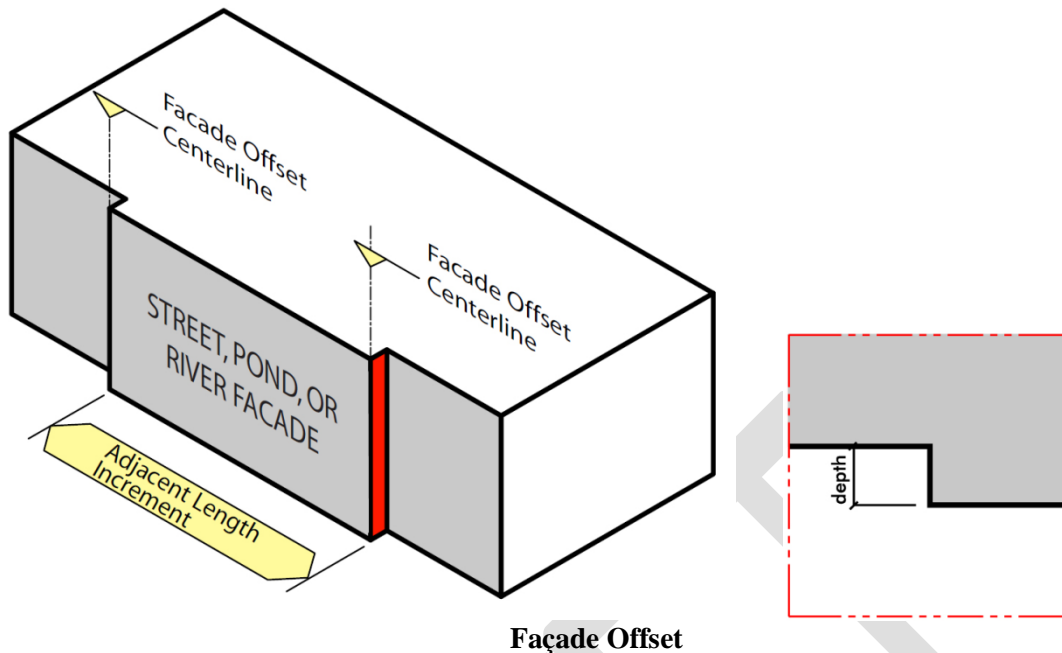 Facade Offset
Centerline
Facade Offset
Centerline
STREET, POND, OR
RIVER FACADE
Adjacent Length
Increment
depth
Façade Offset